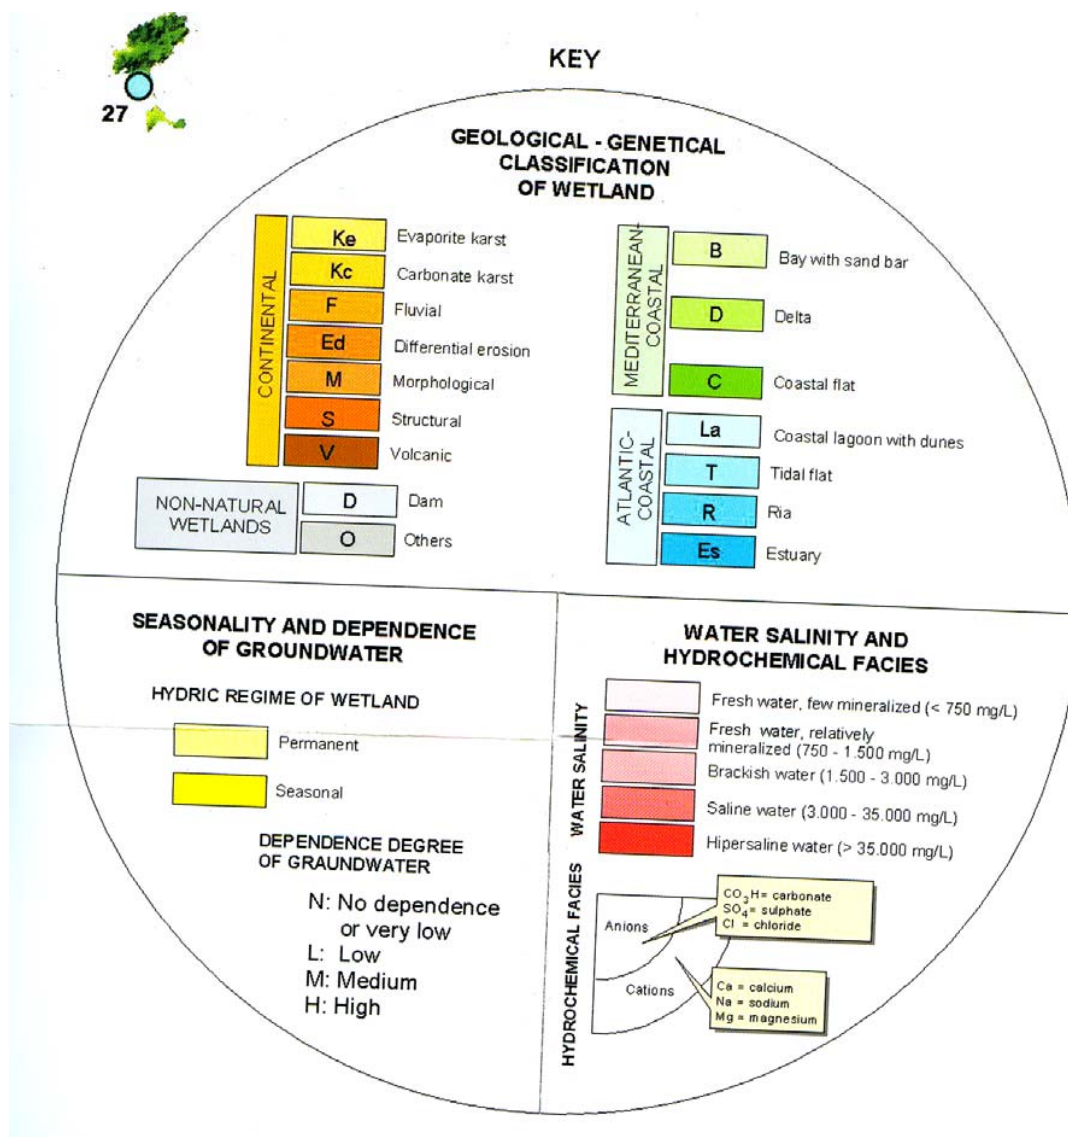 KEY
27
GEOLOGICAL - GENETICAL
CLASSIFICATION
OF WETLAND
CONTINENTAL
Ke Evaporite karst
Kc Carbonate karst
F Fluvial
Ed Differential erosion
M Morphological
S Structural
V Volcanic
NON-NATURAL
WETLANDS
D Dam
O Others
MEDITERRANEAN-
COASTAL
B Bay with sand bar
D Delta
C Coastal flat
ATLANTIC-
COASTAL
La Coastal lagoon with dunes
T Tidal flat
R Ria
Es Estuary
SEASONALITY AND DEPENDENCE
OF GROUNDWATER
HYDRIC REGIME OF WETLAND
Permanent
Seasonal
DEPENDENCE DEGREE
OF GRAUNDWATER
N: No dependence
or very low
L: Low
M: Medium
H: High
WATER SALINITY AND
HYDROCHEMICAL FACIES
WATER SALINITY
Fresh water, few mineralized (< 750 mg/L)
Fresh water, relatively
mineralized (750 - 1.500 mg/L)
Brackish water (1.500 - 3.000 mg/L)
Saline water (3.000 - 35.000 mg/L)
Hipersaline water (> 35.000 mg/L)
HYDROCHEMICAL FACIES
Anions
Cations
CO3H= carbonate
SO4= sulphate
Cl = chloride
Ca = calcium
Na = sodium
Mg = magnesium